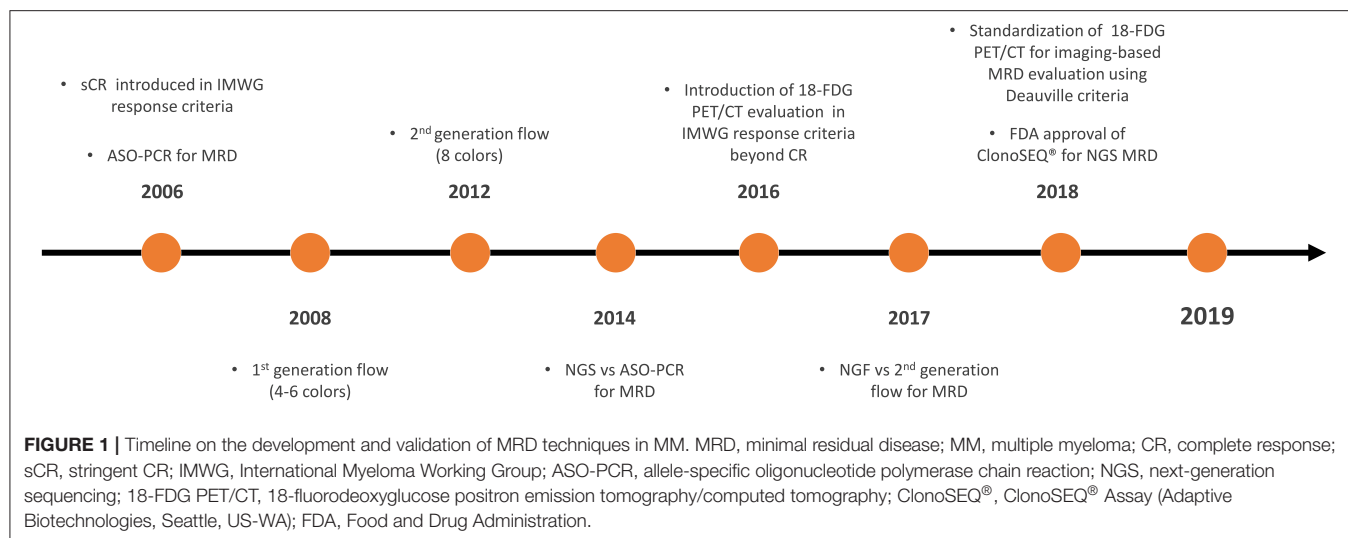 • sCR introduced in IMWG
response criteria
• ASO-PCR for MRD
2006
• 2nd generation flow
(8 colors)
2012
• Introduction of 18-FDG
PET/CT evaluation in
IMWG response criteria
beyond CR
2016
• Standardization of 18-FDG
PET/CT for imaging-based
MRD evaluation using
Deauville criteria
• FDA approval of
ClonoSEQ® for NGS MRD
2018
2008
• 1st generation flow
(4-6 colors)
2014
• NGS vs ASO-PCR
for MRD
2017
• NGF vs 2nd generation
flow for MRD
2019
FIGURE 1 | Timeline on the development and validation of MRD techniques in MM. MRD, minimal residual disease; MM, multiple myeloma; CR, complete response;
sCR, stringent CR; IMWG, International Myeloma Working Group; ASO-PCR, allele-specific oligonucleotide polymerase chain reaction; NGS, next-generation
sequencing; 18-FDG PET/CT, 18-fluorodeoxyglucose positron emission tomography/computed tomography; ClonoSEQ®, ClonoSEQ® Assay (Adaptive
Biotechnologies, Seattle, US-WA); FDA, Food and Drug Administration.